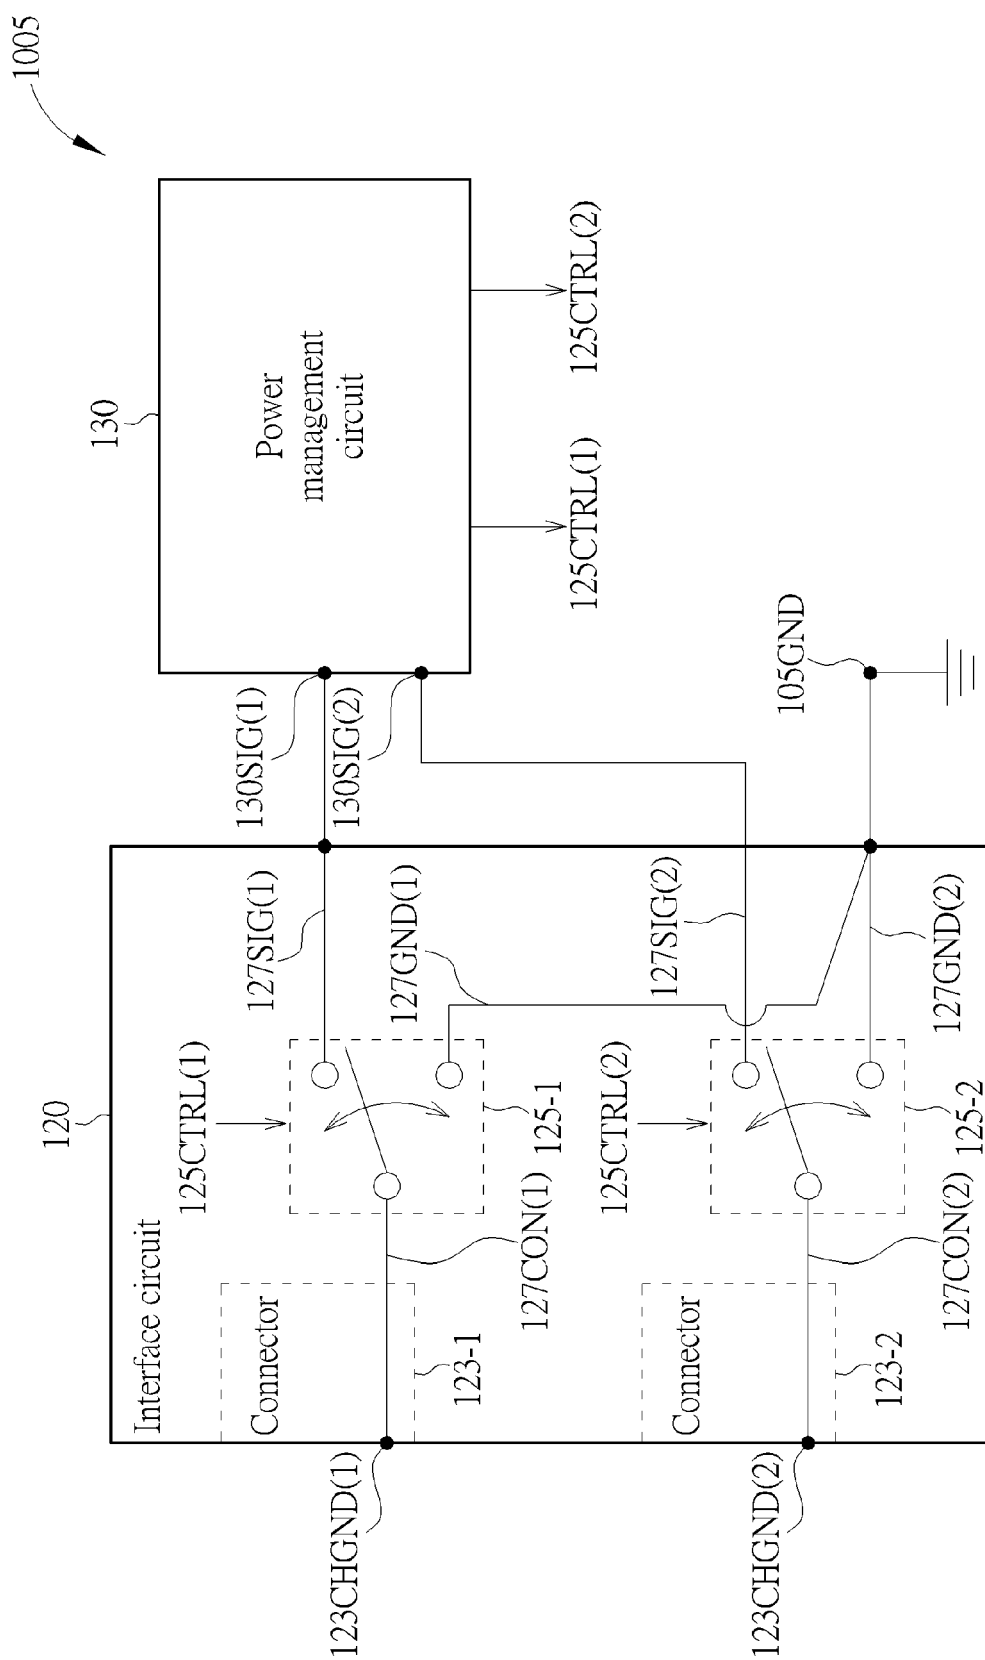 1005
120
Interface circuit
125CTRL(1)
127SIG(1)
130SIG(1)
130
Connector
123CHGND(1)
123-1
127CON(1)
125-1
127GND(1)
130SIG(2)
Power
management
circuit
125CTRL(1)
125CTRL(2)
125CTRL(2)
127SIG(2)
Connector
123CHGND(2)
123-2
127CON(2)
125-2
127GND(2)
105GND